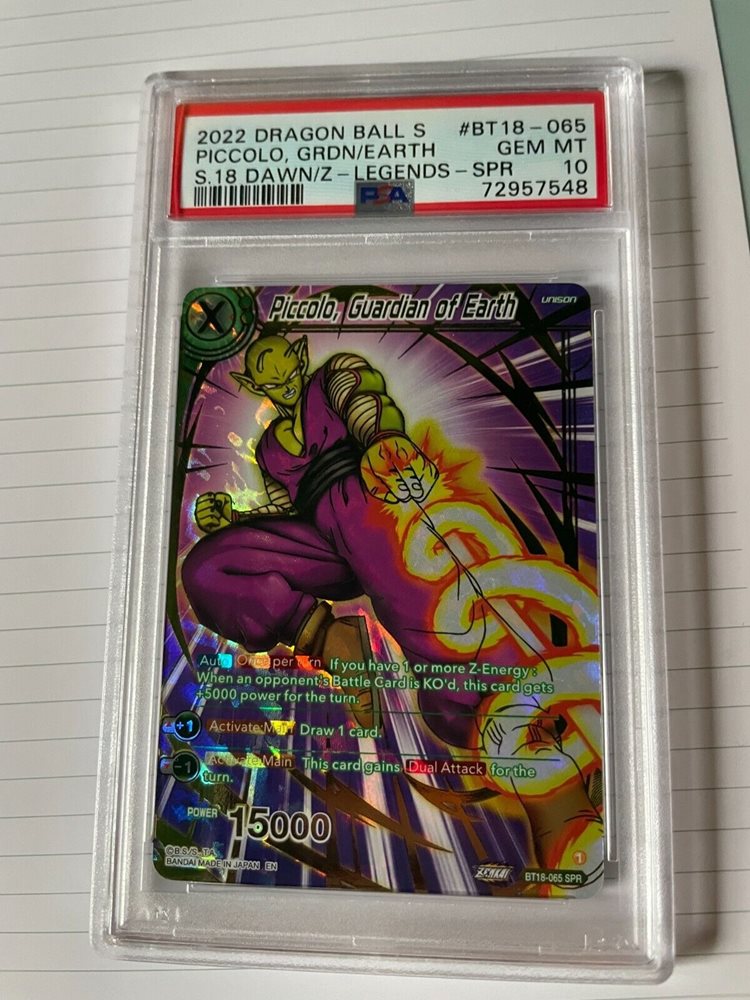 2022 DRAGON BALL S #BT18-065
PICCOLO, GRDN/EARTH GEM MT
S.18 DAWN/Z-LEGENDS-SPR 10
PSA 72957548
X Piccolo, Guardian of Earth UNISON
Auto Once per turn If you have 1 or more Z-Energy:
When an opponent's Battle Card is KO'd, this card gets
+5000 power for the turn.
+1 Activate:Main Draw 1 card.
-1 Activate:Main This card gains Dual Attack for the
turn.
POWER 15000
©B.S./S.,T.A.
BANDAI MADE IN JAPAN EN
ZENKAI
1
BT18-065 SPR